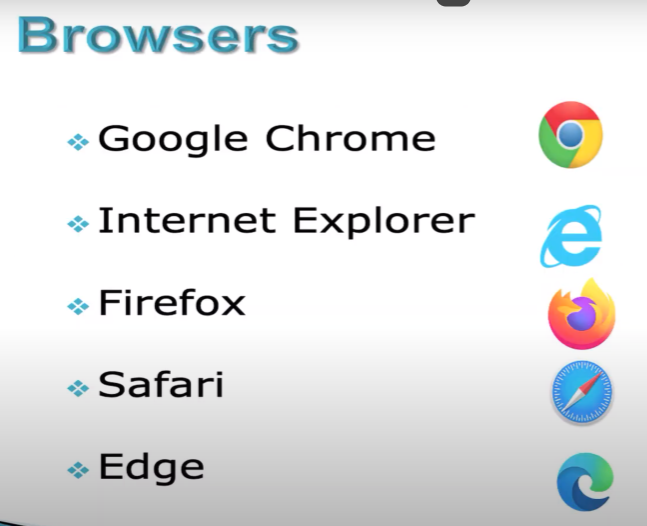 Browsers
Google Chrome
Internet Explorer
Firefox
Safari
Edge